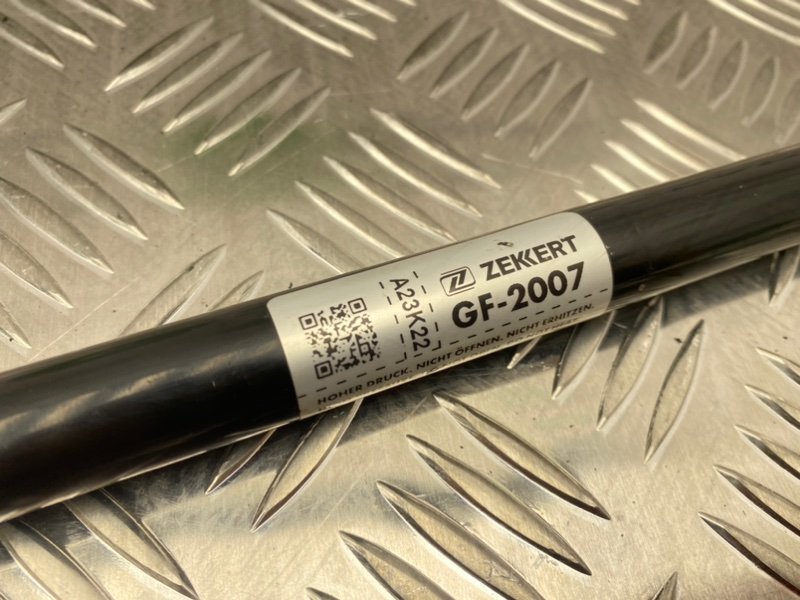 ZEKKERT
GF-2007
A23K22
HOHER DRUCK. NICHT ÖFFNEN. NICHT ERHITZEN.